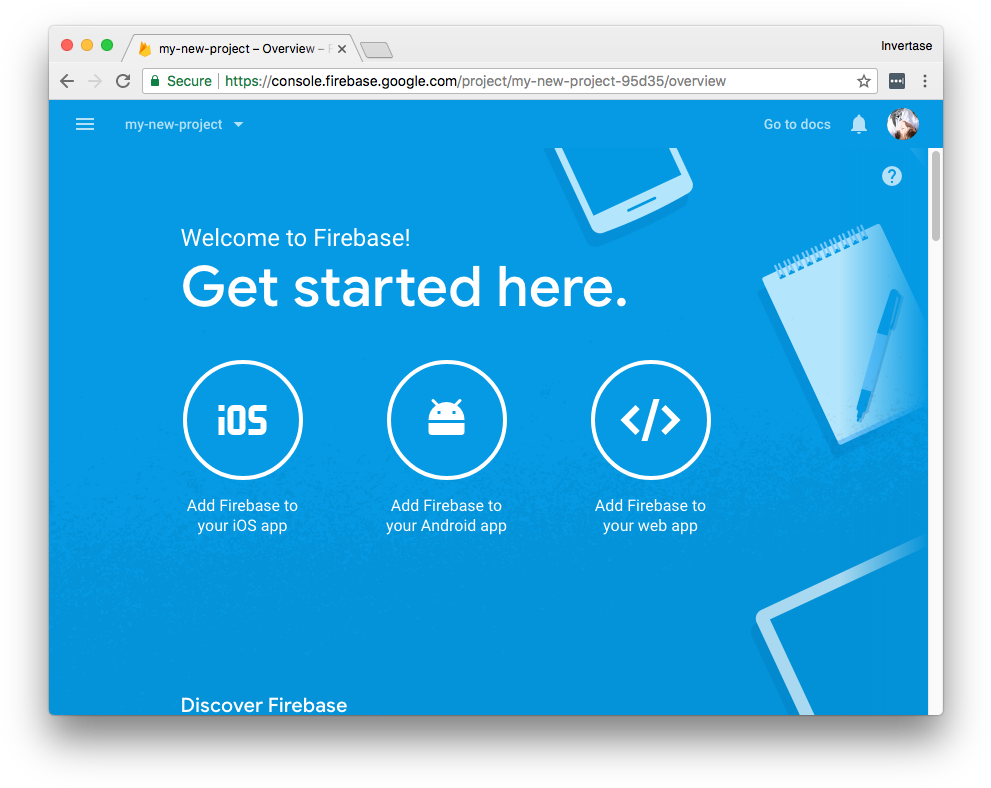 my-new-project – Overview –
Invertase
Secure https://console.firebase.google.com/project/my-new-project-95d35/overview
my-new-project
Go to docs
?
Welcome to Firebase!
Get started here.
iOS
</>
Add Firebase to
your iOS app
Add Firebase to
your Android app
Add Firebase to
your web app
Discover Firebase